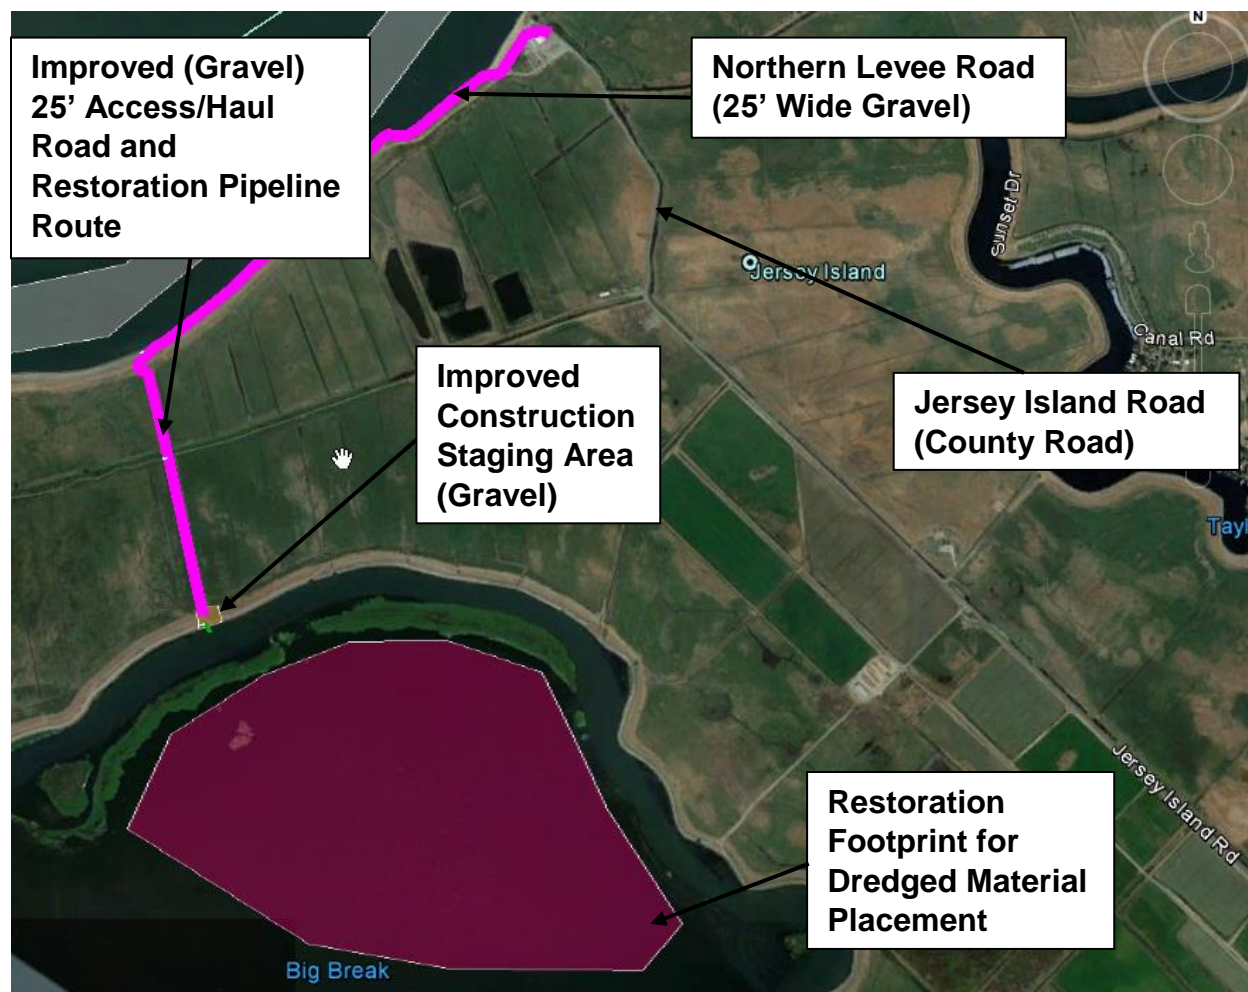 N
Improved (Gravel)
25’ Access/Haul
Road and
Restoration Pipeline
Route
Northern Levee Road
(25’ Wide Gravel)
Sunset Dr
Jersey Island
Canal Rd
Improved
Construction
Staging Area
(Gravel)
Jersey Island Road
(County Road)
Jersey Island Rd
Restoration
Footprint for
Dredged Material
Placement
Big Break